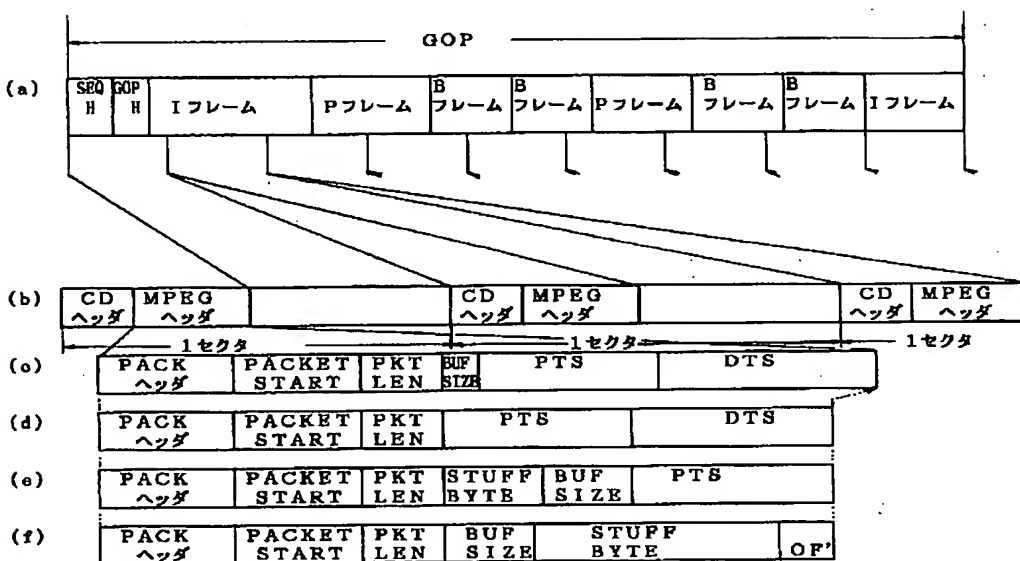 GOP
(a)
SEQ H
GOP H
Iフレーム
Pフレーム
B フレーム
B フレーム
Pフレーム
B フレーム
B フレーム
Iフレーム
(b)
CD ヘッダ
MPEG ヘッダ
CD ヘッダ
MPEG ヘッダ
CD ヘッダ
MPEG ヘッダ
1セクタ
1セクタ
1セクタ
(c)
PACK ヘッダ
PACKET START
PKT LEN
BUF SIZE
PTS
DTS
(d)
PACK ヘッダ
PACKET START
PKT LEN
PTS
DTS
(e)
PACK ヘッダ
PACKET START
PKT LEN
STUFF BYTE
BUF SIZE
PTS
(f)
PACK ヘッダ
PACKET START
PKT LEN
BUF SIZE
STUFF BYTE
OF'